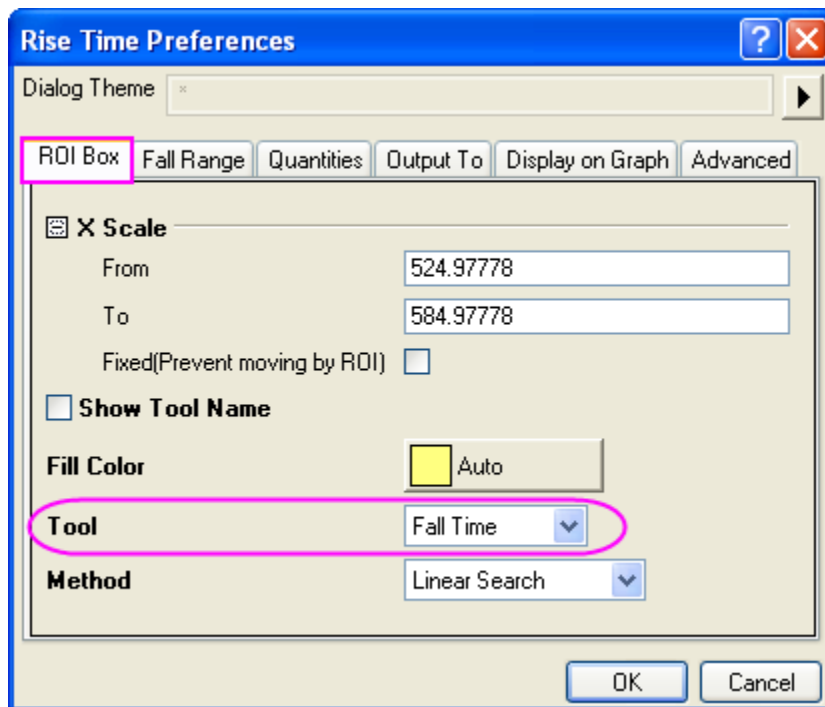 Rise Time Preferences
Dialog Theme *
ROI Box Fall Range Quantities Output To Display on Graph Advanced
X Scale
From 524.97778
To 584.97778
Fixed(Prevent moving by ROI)
Show Tool Name
Fill Color Auto
Tool Fall Time
Method Linear Search
OK Cancel